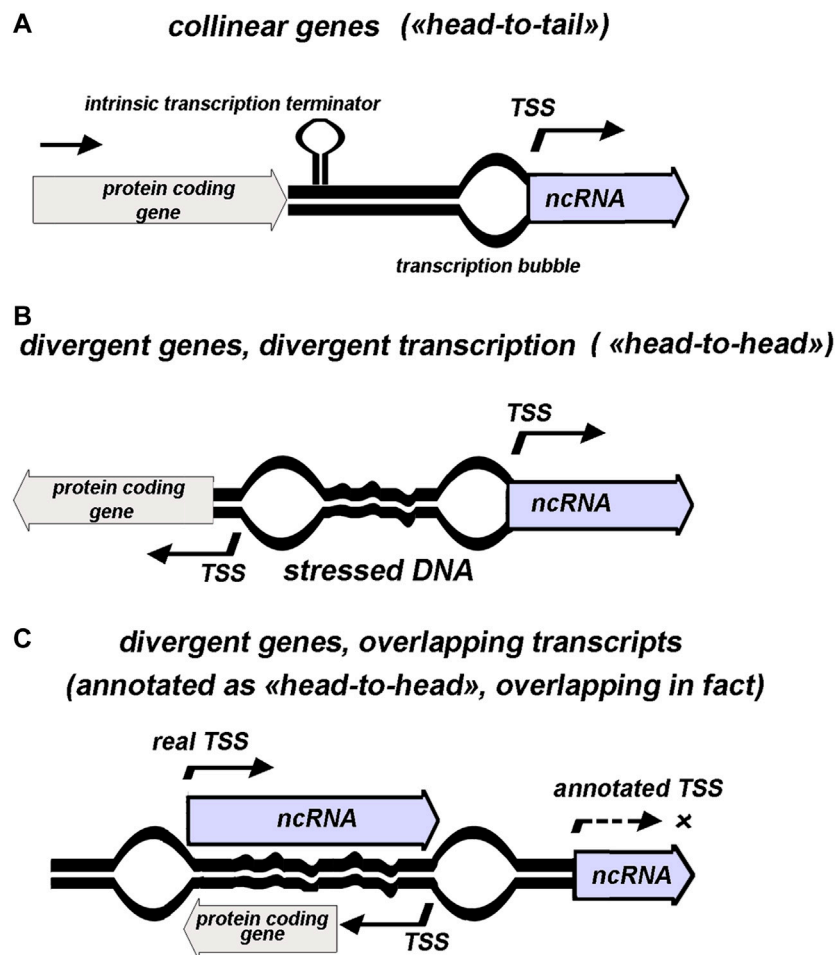 A
collinear genes («head-to-tail»)
intrinsic transcription terminator
TSS
protein coding
gene
ncRNA
transcription bubble
B
divergent genes, divergent transcription ( «head-to-head»)
TSS
protein coding
gene
ncRNA
TSS
stressed DNA
C
divergent genes, overlapping transcripts
(annotated as «head-to-head», overlapping in fact)
real TSS
annotated TSS
×
ncRNA
ncRNA
protein coding
gene
TSS